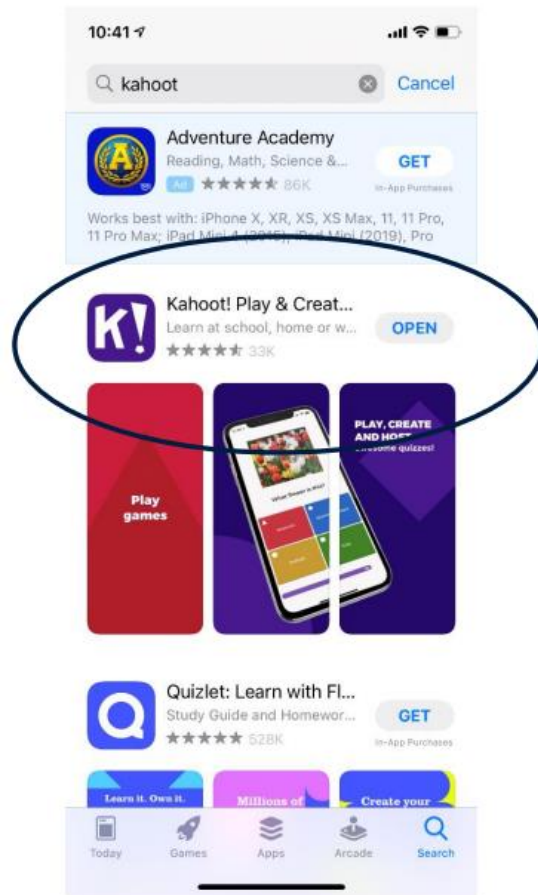 10:41
kahoot
Cancel
Adventure Academy
Reading, Math, Science &...
GET
Ad 86K
In-App Purchases
Works best with: iPhone X, XR, XS, XS Max, 11, 11 Pro,
11 Pro Max; iPad Mini 4 (2015), iPad Mini (2019), Pro
K!
Kahoot! Play & Creat...
Learn at school, home or w...
OPEN
33K
Play
games
What flower is this?
PLAY, CREATE
AND HOST
awesome quizzes!
Quizlet: Learn with Fl...
Study Guide and Homewor...
GET
528K
In-App Purchases
Learn it. Own it.
Millions of
Create your
Today
Games
Apps
Arcade
Search